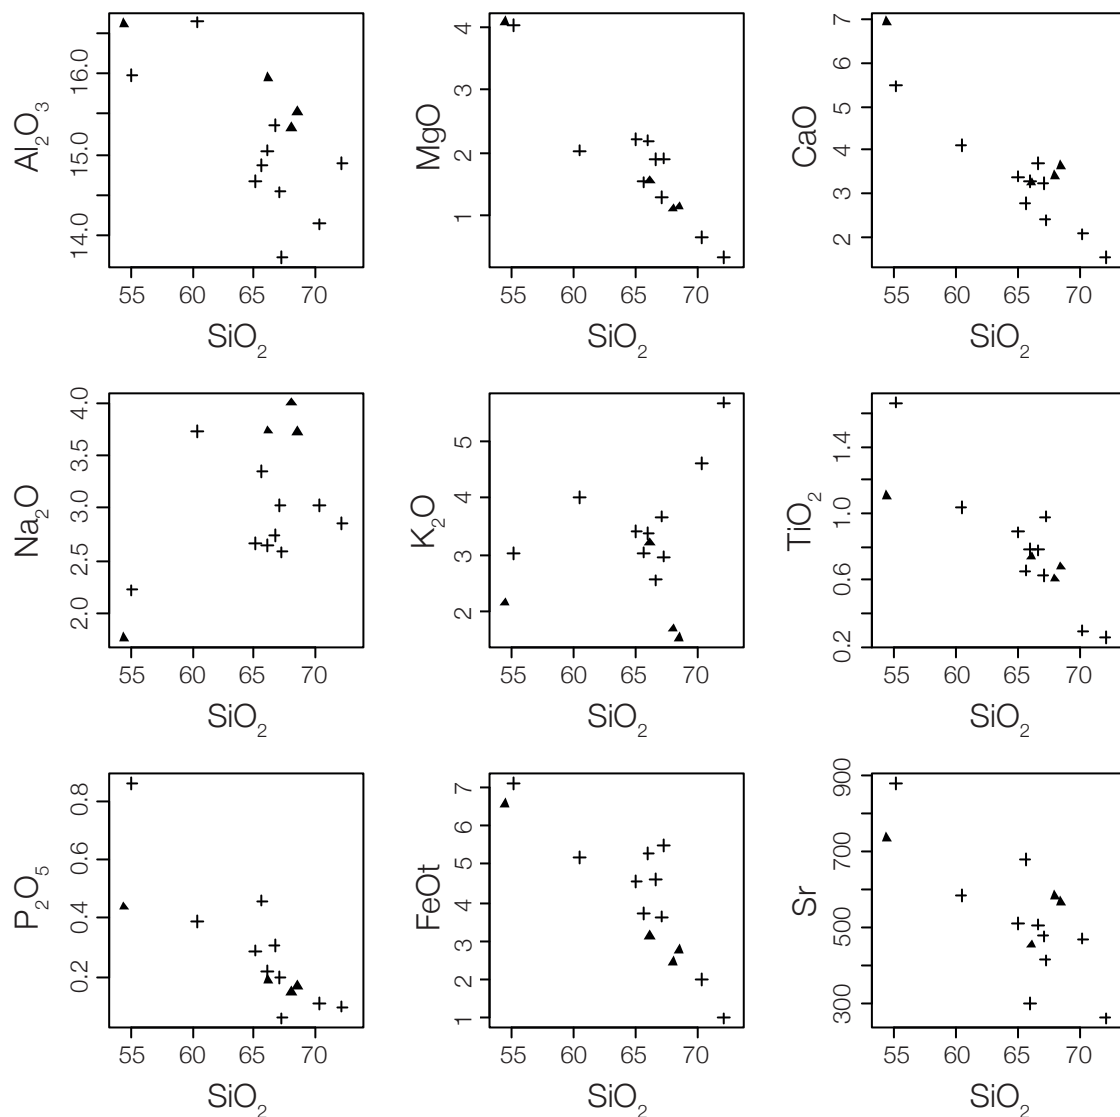 Al₂O₃
16.0
15.0
14.0
55 60 65 70
SiO₂
MgO
4
3
2
1
55 60 65 70
SiO₂
CaO
7
6
5
4
3
2
55 60 65 70
SiO₂
Na₂O
4.0
3.5
3.0
2.5
2.0
55 60 65 70
SiO₂
K₂O
5
4
3
2
55 60 65 70
SiO₂
TiO₂
1.4
1.0
0.6
0.2
55 60 65 70
SiO₂
P₂O₅
0.8
0.6
0.4
0.2
55 60 65 70
SiO₂
FeOt
7
6
5
4
3
2
1
55 60 65 70
SiO₂
Sr
900
700
500
300
55 60 65 70
SiO₂